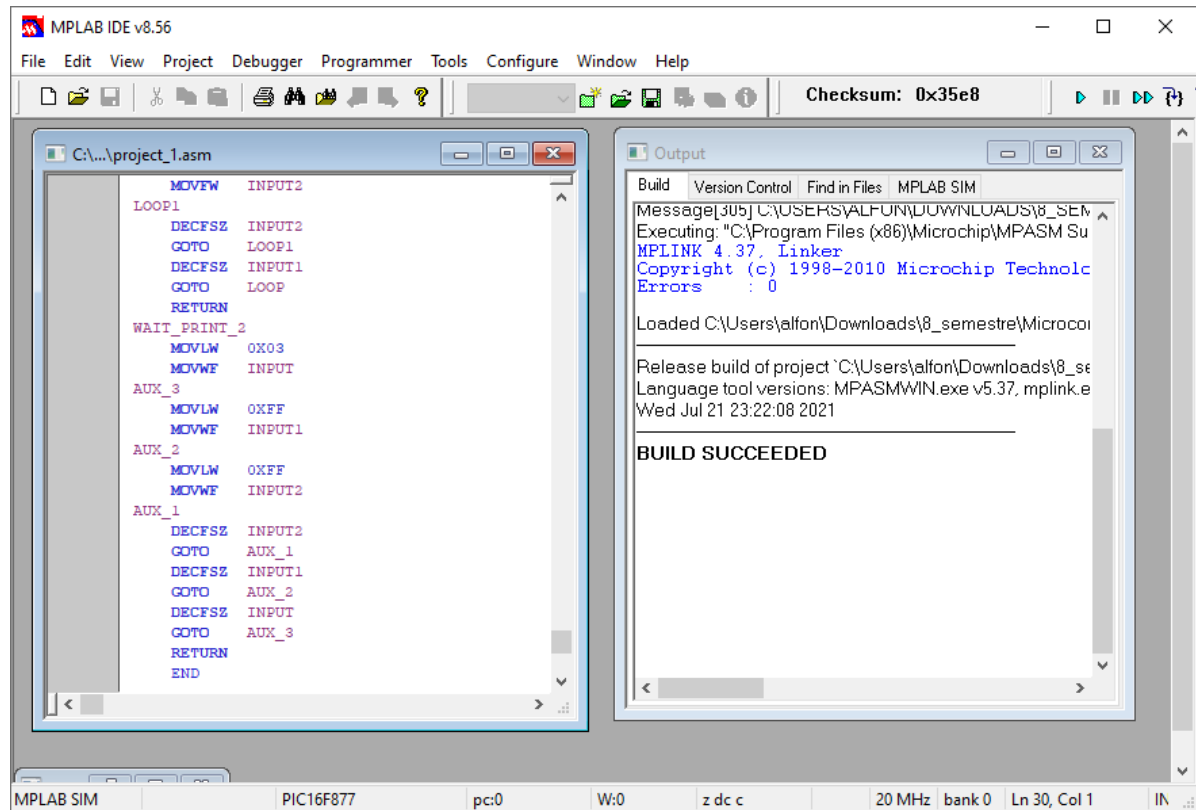 MPLAB IDE v8.56
File Edit View Project Debugger Programmer Tools Configure Window Help
Checksum: 0x35e8
C:\...\project_1.asm
MOVFW INPUT2
LOOP1
DECFSZ INPUT2
GOTO LOOP1
DECFSZ INPUT1
GOTO LOOP
RETURN
WAIT_PRINT_2
MOVLW 0X03
MOVWF INPUT
AUX_3
MOVLW 0XFF
MOVWF INPUT1
AUX_2
MOVLW 0XFF
MOVWF INPUT2
AUX_1
DECFSZ INPUT2
GOTO AUX_1
DECFSZ INPUT1
GOTO AUX_2
DECFSZ INPUT
GOTO AUX_3
RETURN
END
Output
Build Version Control Find in Files MPLAB SIM
Message[305] C:\USERS\ALFON\DOWNLOADS\8_SEM
Executing: "C:\Program Files (x86)\Microchip\MPASM Su
MPLINK 4.37, Linker
Copyright (c) 1998-2010 Microchip Technolc
Errors : 0
Loaded C:\Users\alfon\Downloads\8_semestre\Microcor
Release build of project `C:\Users\alfon\Downloads\8_se
Language tool versions: MPASMWIN.exe v5.37, mplink.e
Wed Jul 21 23:22:08 2021
BUILD SUCCEEDED
MPLAB SIM PIC16F877 pc:0 W:0 z dc c 20 MHz bank 0 Ln 30, Col 1 IN